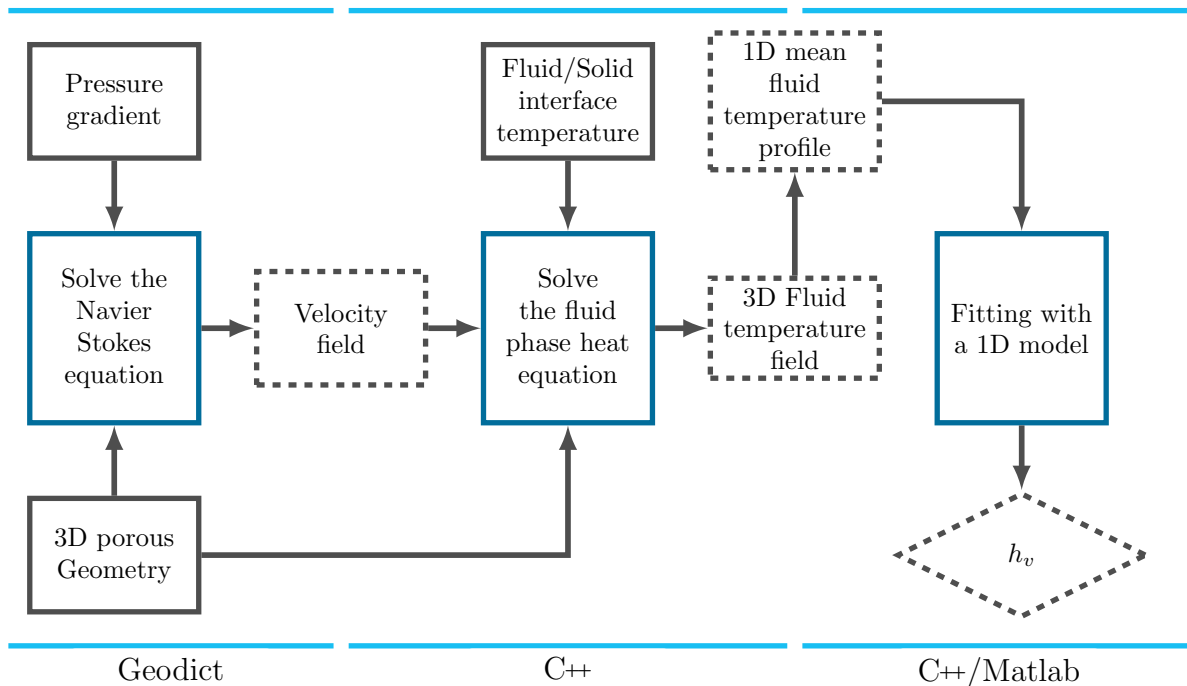 Pressure
gradient
Fluid/Solid
interface
temperature
1D mean
fluid
temperature
profile
Solve the
Navier
Stokes
equation
Velocity
field
Solve
the fluid
phase heat
equation
3D Fluid
temperature
field
Fitting with
a 1D model
3D porous
Geometry
h_v
Geodict
C++
C++/Matlab